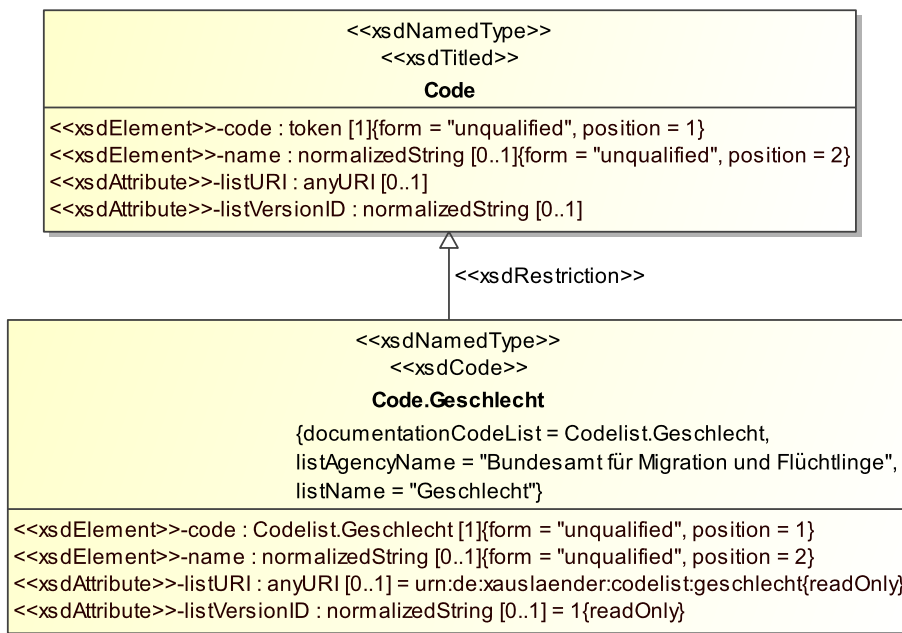 <<xsdNamedType>>
<<xsdTitled>>
Code
<<xsdElement>>-code : token [1]{form = "unqualified", position = 1}
<<xsdElement>>-name : normalizedString [0..1]{form = "unqualified", position = 2}
<<xsdAttribute>>-listURI : anyURI [0..1]
<<xsdAttribute>>-listVersionID : normalizedString [0..1]
<<xsdRestriction>>
<<xsdNamedType>>
<<xsdCode>>
Code.Geschlecht
{documentationCodeList = Codelist.Geschlecht,
listAgencyName = "Bundesamt für Migration und Flüchtlinge",
listName = "Geschlecht"}
<<xsdElement>>-code : Codelist.Geschlecht [1]{form = "unqualified", position = 1}
<<xsdElement>>-name : normalizedString [0..1]{form = "unqualified", position = 2}
<<xsdAttribute>>-listURI : anyURI [0..1] = urn:de:xauslaender:codelist:geschlecht{readOnly}
<<xsdAttribute>>-listVersionID : normalizedString [0..1] = 1{readOnly}